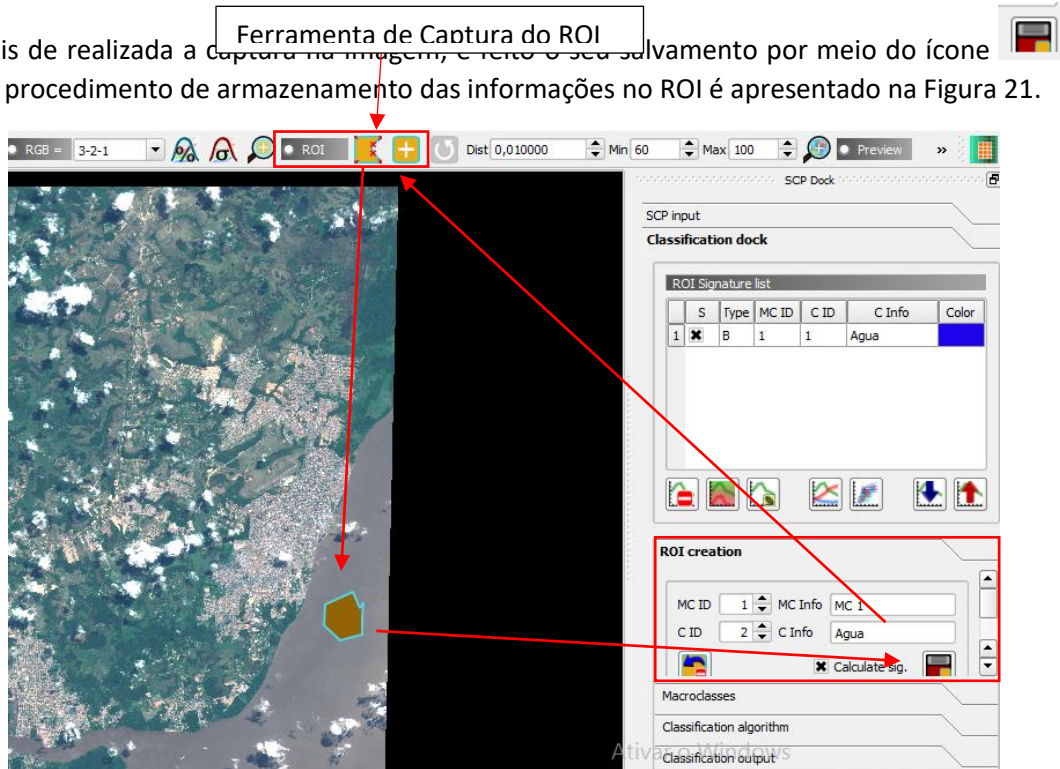 Ferramenta de Captura do ROI
is de realizada a captura na imagem, é feito o seu salvamento por meio do ícone
procedimento de armazenamento das informações no ROI é apresentado na Figura 21.
RGB = 3-2-1 ROI Dist 0,010000 Min 60 Max 100 Preview »
SCP Dock
SCP input
Classification dock
ROI Signature list
S Type MC ID C ID C Info Color
1 B 1 1 Agua
ROI creation
MC ID 1 MC Info MC 1
C ID 2 C Info Agua
Calculate sig.
Macroclasses
Classification algorithm
Ativar o Windows
Classification output